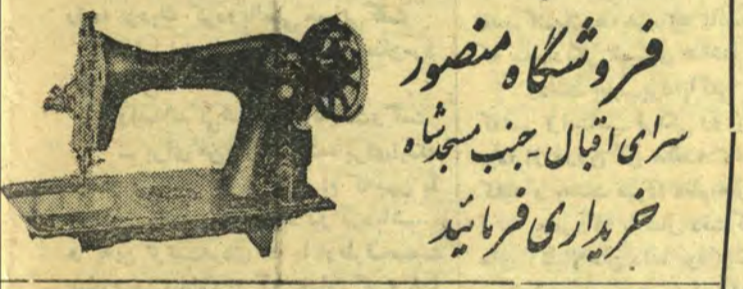 فروشگاه منصور
سرای اقبال - جنب مسجد شاه
خریداری فرمائید